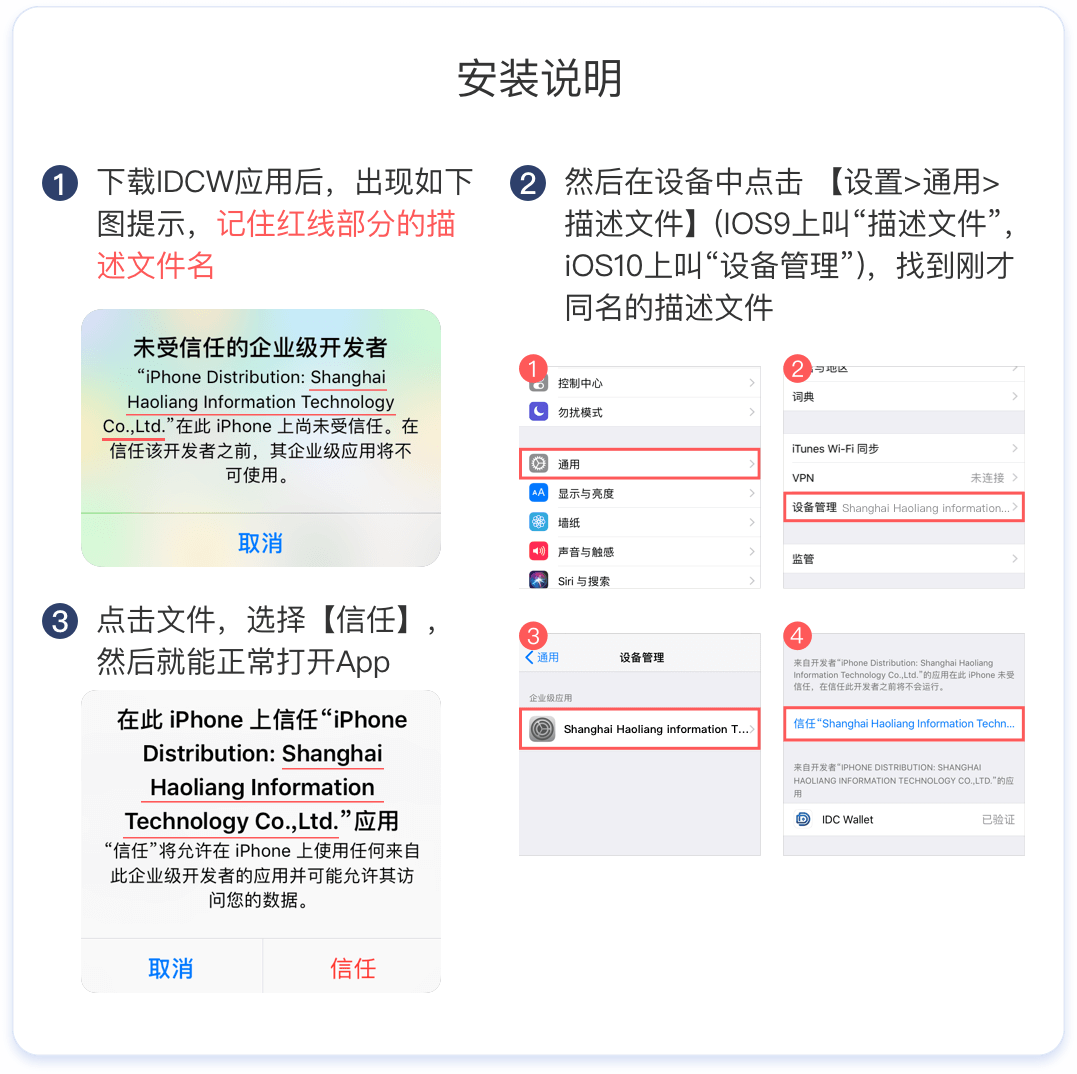 安装说明
1
下载IDCW应用后，出现如下
图提示，记住红线部分的描
述文件名
未受信任的企业级开发者
“iPhone Distribution: Shanghai
Haoliang Information Technology
Co.,Ltd.”在此 iPhone 上尚未受信任。在
信任该开发者之前，其企业级应用将不
可使用。
取消
2
然后在设备中点击 【设置>通用>
描述文件】(IOS9上叫“描述文件”，
iOS10上叫“设备管理”)，找到刚才
同名的描述文件
1
控制中心
勿扰模式
通用
AA
显示与亮度
墙纸
声音与触感
Siri 与搜索
2
与地区
词典
iTunes Wi-Fi 同步
VPN 未连接
设备管理 Shanghai Haoliang information...
监管
3
通用 设备管理
企业级应用
Shanghai Haoliang information T...
4
来自开发者“iPhone Distribution: Shanghai Haoliang
Information Technology Co.,Ltd.”的应用在此 iPhone 未受
信任，在信任此开发者之前将不会运行。
信任“Shanghai Haoliang Information Techn...
来自开发者“IPHONE DISTRIBUTION: SHANGHAI
HAOLIANG INFORMATION TECHNOLOGY CO.,LTD.”的应
用
IDC Wallet 已验证
3
点击文件，选择【信任】，
然后就能正常打开App
在此 iPhone 上信任“iPhone
Distribution: Shanghai
Haoliang Information
Technology Co.,Ltd.”应用
“信任”将允许在 iPhone 上使用任何来自
此企业级开发者的应用并可能允许其访
问您的数据。
取消 信任